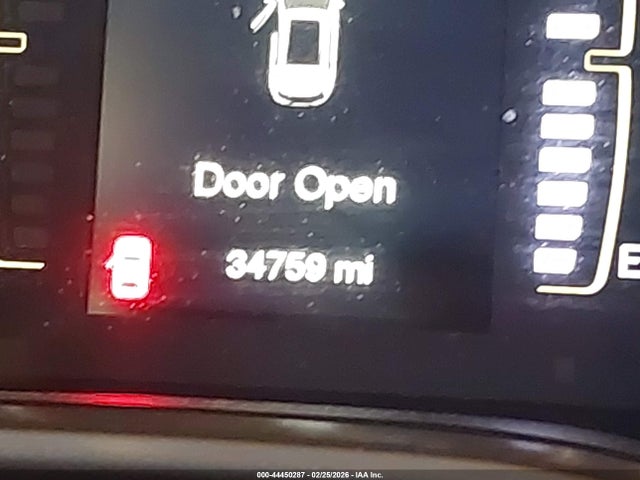 Door Open
34759 mi
E
000-44450287 - 02/25/2026 - IAA Inc.